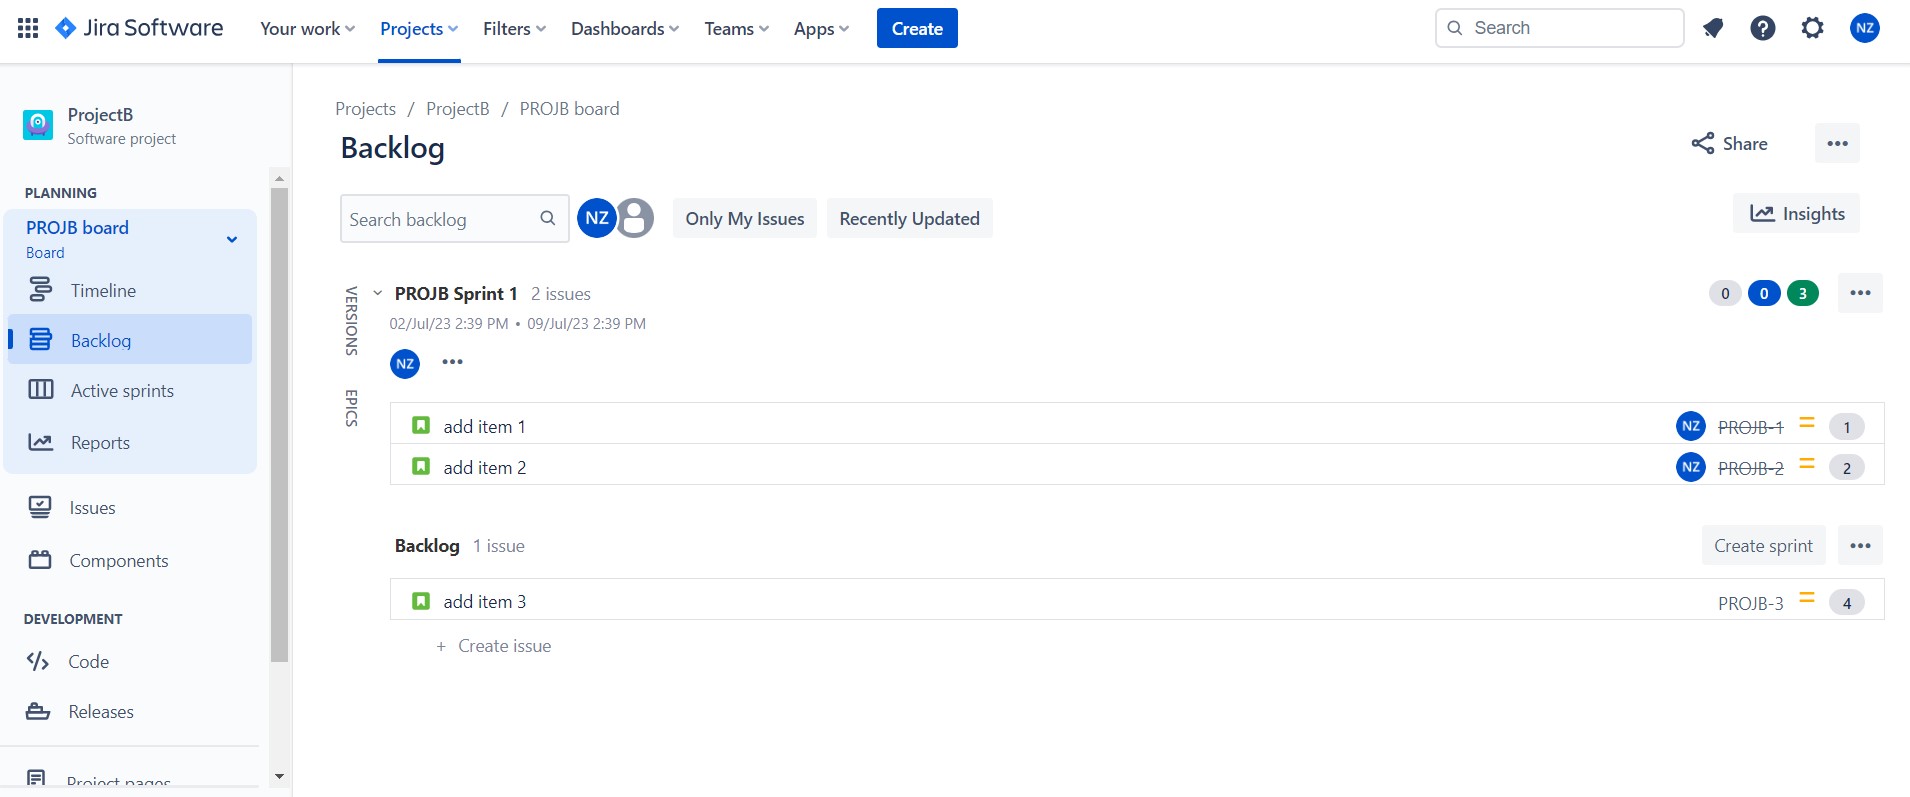 Jira Software
Your work
Projects
Filters
Dashboards
Teams
Apps
Create
Search
NZ
ProjectB
Software project
PLANNING
PROJB board
Board
Timeline
Backlog
Active sprints
Reports
Issues
Components
DEVELOPMENT
Code
Releases
Project pages
Projects / ProjectB / PROJB board
Backlog
Share
Search backlog
NZ
Only My Issues
Recently Updated
Insights
VERSIONS
EPICS
PROJB Sprint 1 2 issues
0 0 3
02/Jul/23 2:39 PM • 09/Jul/23 2:39 PM
NZ
add item 1 NZ PROJB-1 1
add item 2 NZ PROJB-2 2
Backlog 1 issue
Create sprint
add item 3 PROJB-3 4
+ Create issue